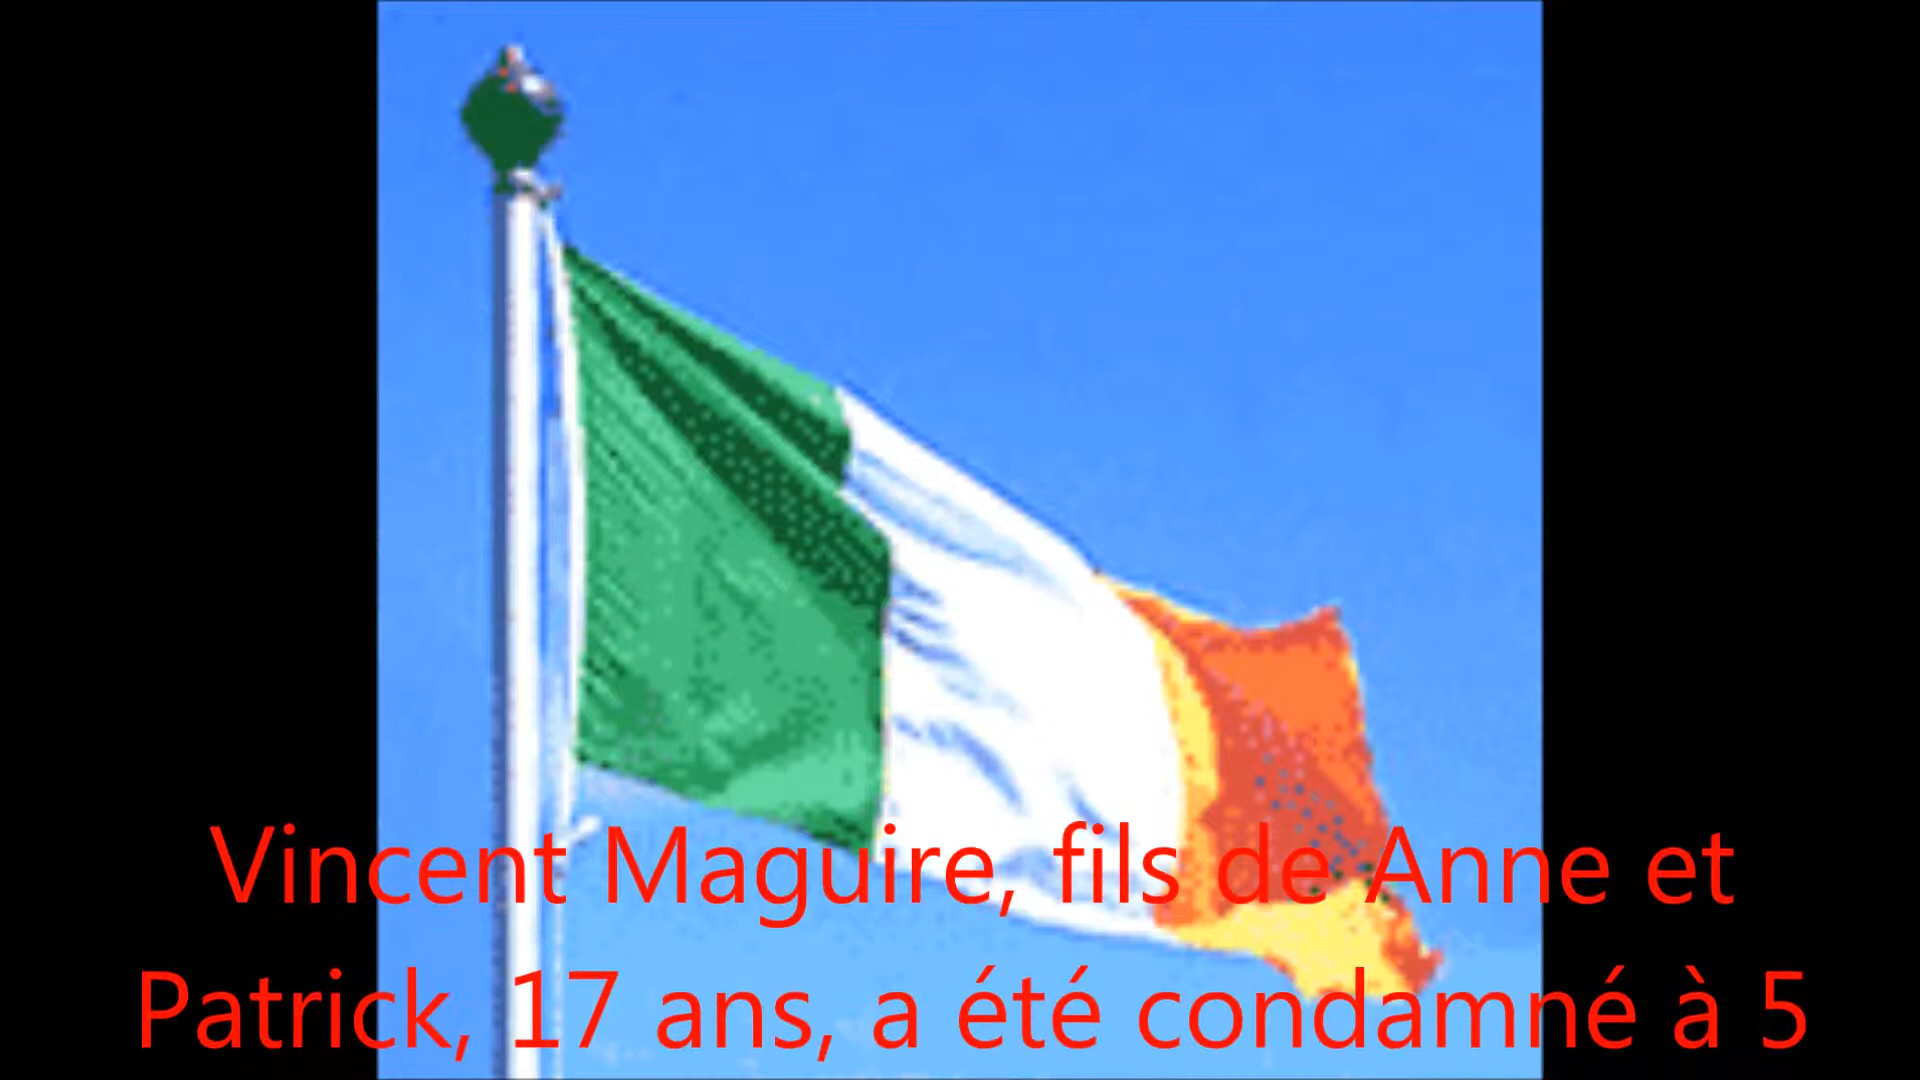 Vincent Maguire, fils de Anne et
Patrick, 17 ans, a été condamné à 5